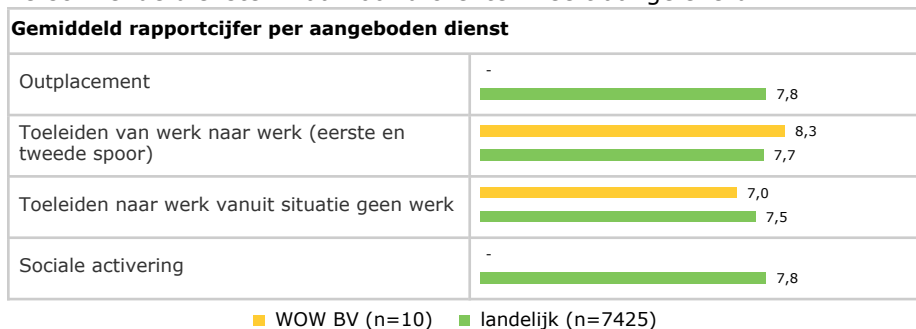 Gemiddeld rapportcijfer per aangeboden dienst
Outplacement
-
7,8
Toeleiden van werk naar werk (eerste en
tweede spoor)
8,3
7,7
Toeleiden naar werk vanuit situatie geen werk
7,0
7,5
Sociale activering
-
7,8
WOW BV (n=10) landelijk (n=7425)